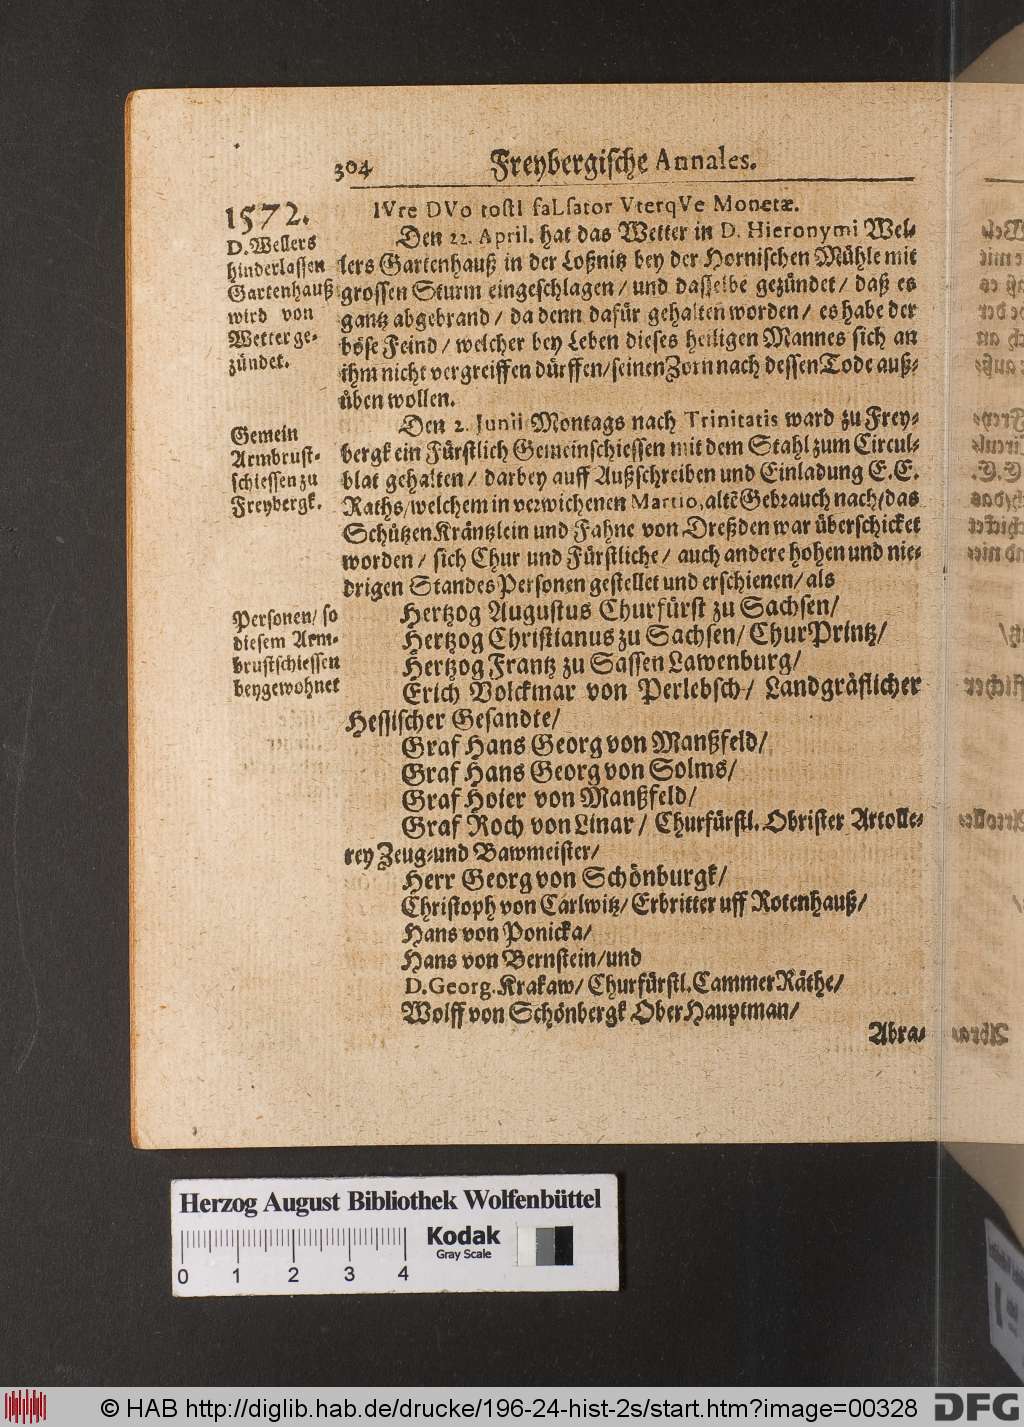 304 Freybergische Annales.
1572.
IVre DVo tostI faLsator VterqVe Monetæ.
D. Wellers
hinderlassen
Gartenhauß
wird von
Wetter ge-
zündet.
Den 22. April. hat das Wetter in D. Hieronymi Wel-
lers Gartenhauß in der Loßnitz bey der Hornischen Mühle mit
grossen Sturm eingeschlagen / und dasselbe gezündet / daß es
gantz abgebrand / da denn dafür gehalten worden / es habe der
böse Feind / welcher bey Leben dieses heiligen Mannes sich an
ihm nicht vergreiffen dürffen / seinen Zorn nach dessen Tode auß-
üben wollen.
Gemein
Armbrust-
schiessen zu
Freybergk.
Den 2. Junii Montags nach Trinitatis ward zu Frey-
bergk ein Fürstlich Gemeinschiessen mit dem Stahl zum Circul-
blat gehalten / darbey auff Außschreiben und Einladung E. E.
Raths / welchem in verwichenen Martio, altē Gebrauch nach / das
Schützen Kräntzlein und Fahne von Dreßden war überschicket
worden / sich Chur und Fürstliche / auch andere hohen und nie-
drigen Standes Personen gestellet und erschienen / als
Personen / so
diesem Arm-
brustschiessen
beygewohnet
Hertzog Augustus Churfürst zu Sachsen /
Hertzog Christianus zu Sachsen / ChurPrintz /
Hertzog Frantz zu Sassen Lawenburg /
Erich Volckmar von Perlebsch / Landgräflicher
Hessischer Gesandte /
Graf Hans Georg von Manßfeld /
Graf Hans Georg von Solms /
Graf Hoier von Manßfeld /
Graf Roch von Linar / Churfürstl. Obrister Artolle-
rey Zeug- und Bawmeister /
Herr Georg von Schönburgk /
Christoph von Carlwitz / Erbritter uff Rotenhauß /
Hans von Ponicka /
Hans von Bernstein / und
D. Georg. Krakaw / Churfürstl. CammerRäthe /
Wolff von Schönbergk OberHauptman /
Abra-
Herzog August Bibliothek Wolfenbüttel
Kodak
Gray Scale
0 1 2 3 4
© HAB http://diglib.hab.de/drucke/196-24-hist-2s/start.htm?image=00328 DFG